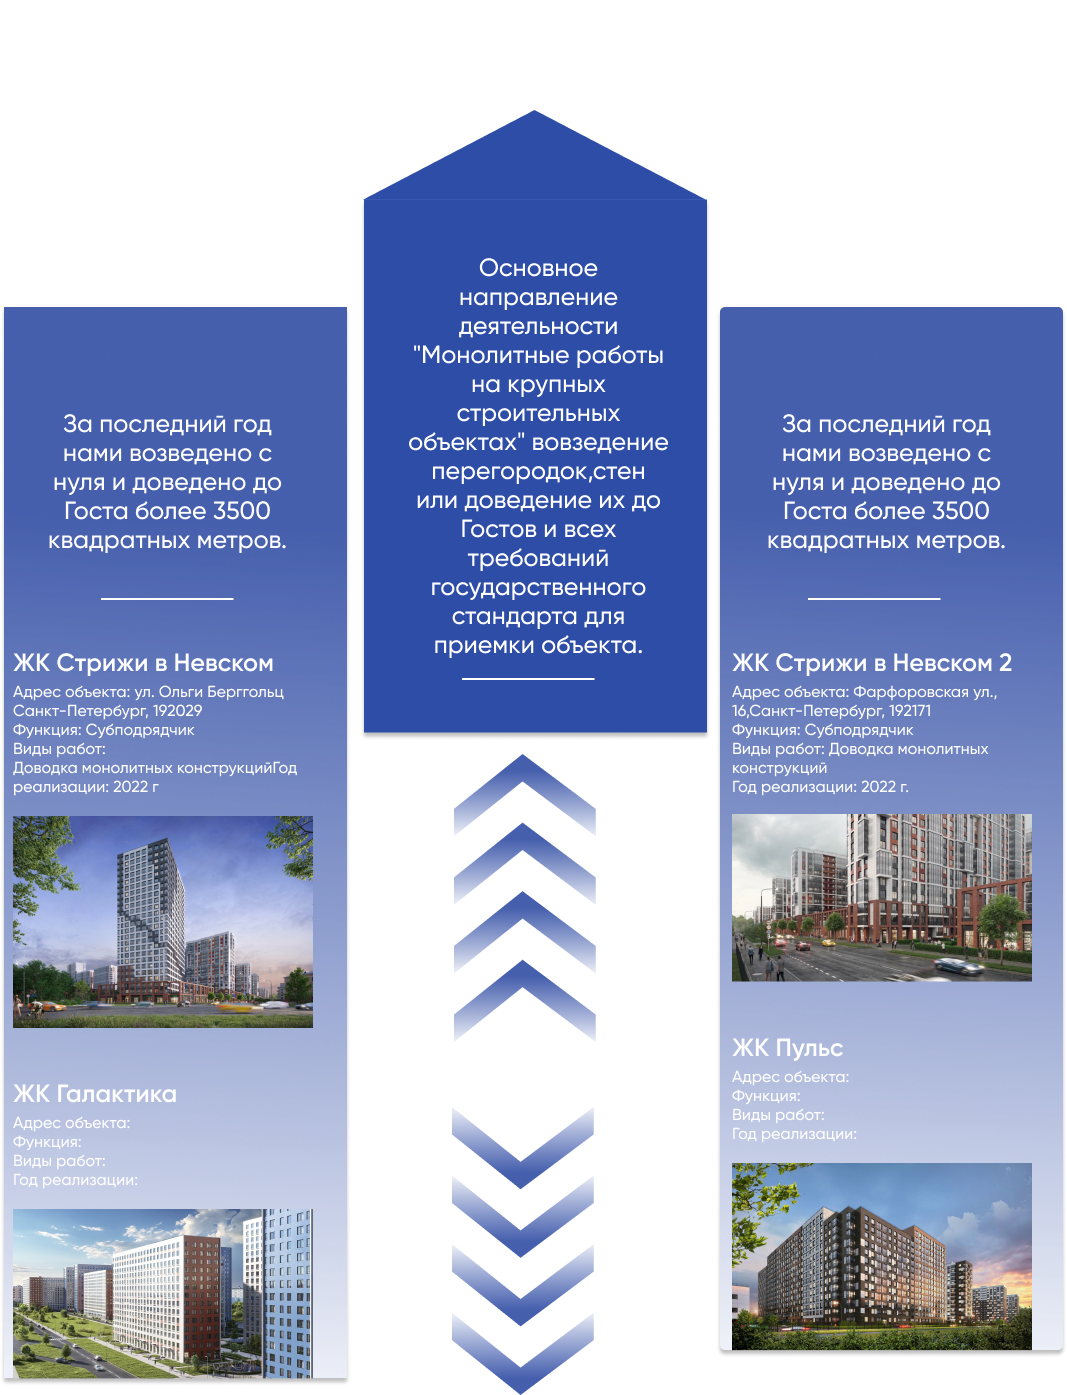 Основное
направление
деятельности
"Монолитные работы
на крупных
строительных
объектах" вовзедение
перегородок,стен
или доведение их до
Гостов и всех
требований
государственного
стандарта для
приемки объекта.
За последний год
нами возведено с
нуля и доведено до
Госта более 3500
квадратных метров.
ЖК Стрижи в Невском
Адрес объекта: ул. Ольги Берггольц
Санкт-Петербург, 192029
Функция: Субподрядчик
Виды работ:
Доводка монолитных конструкцийГод
реализации: 2022 г
ЖК Галактика
Адрес объекта:
Функция:
Виды работ:
Год реализации:
За последний год
нами возведено с
нуля и доведено до
Госта более 3500
квадратных метров.
ЖК Стрижи в Невском 2
Адрес объекта: Фарфоровская ул.,
16,Санкт-Петербург, 192171
Функция: Субподрядчик
Виды работ: Доводка монолитных
конструкций
Год реализации: 2022 г.
ЖК Пульс
Адрес объекта:
Функция:
Виды работ:
Год реализации: